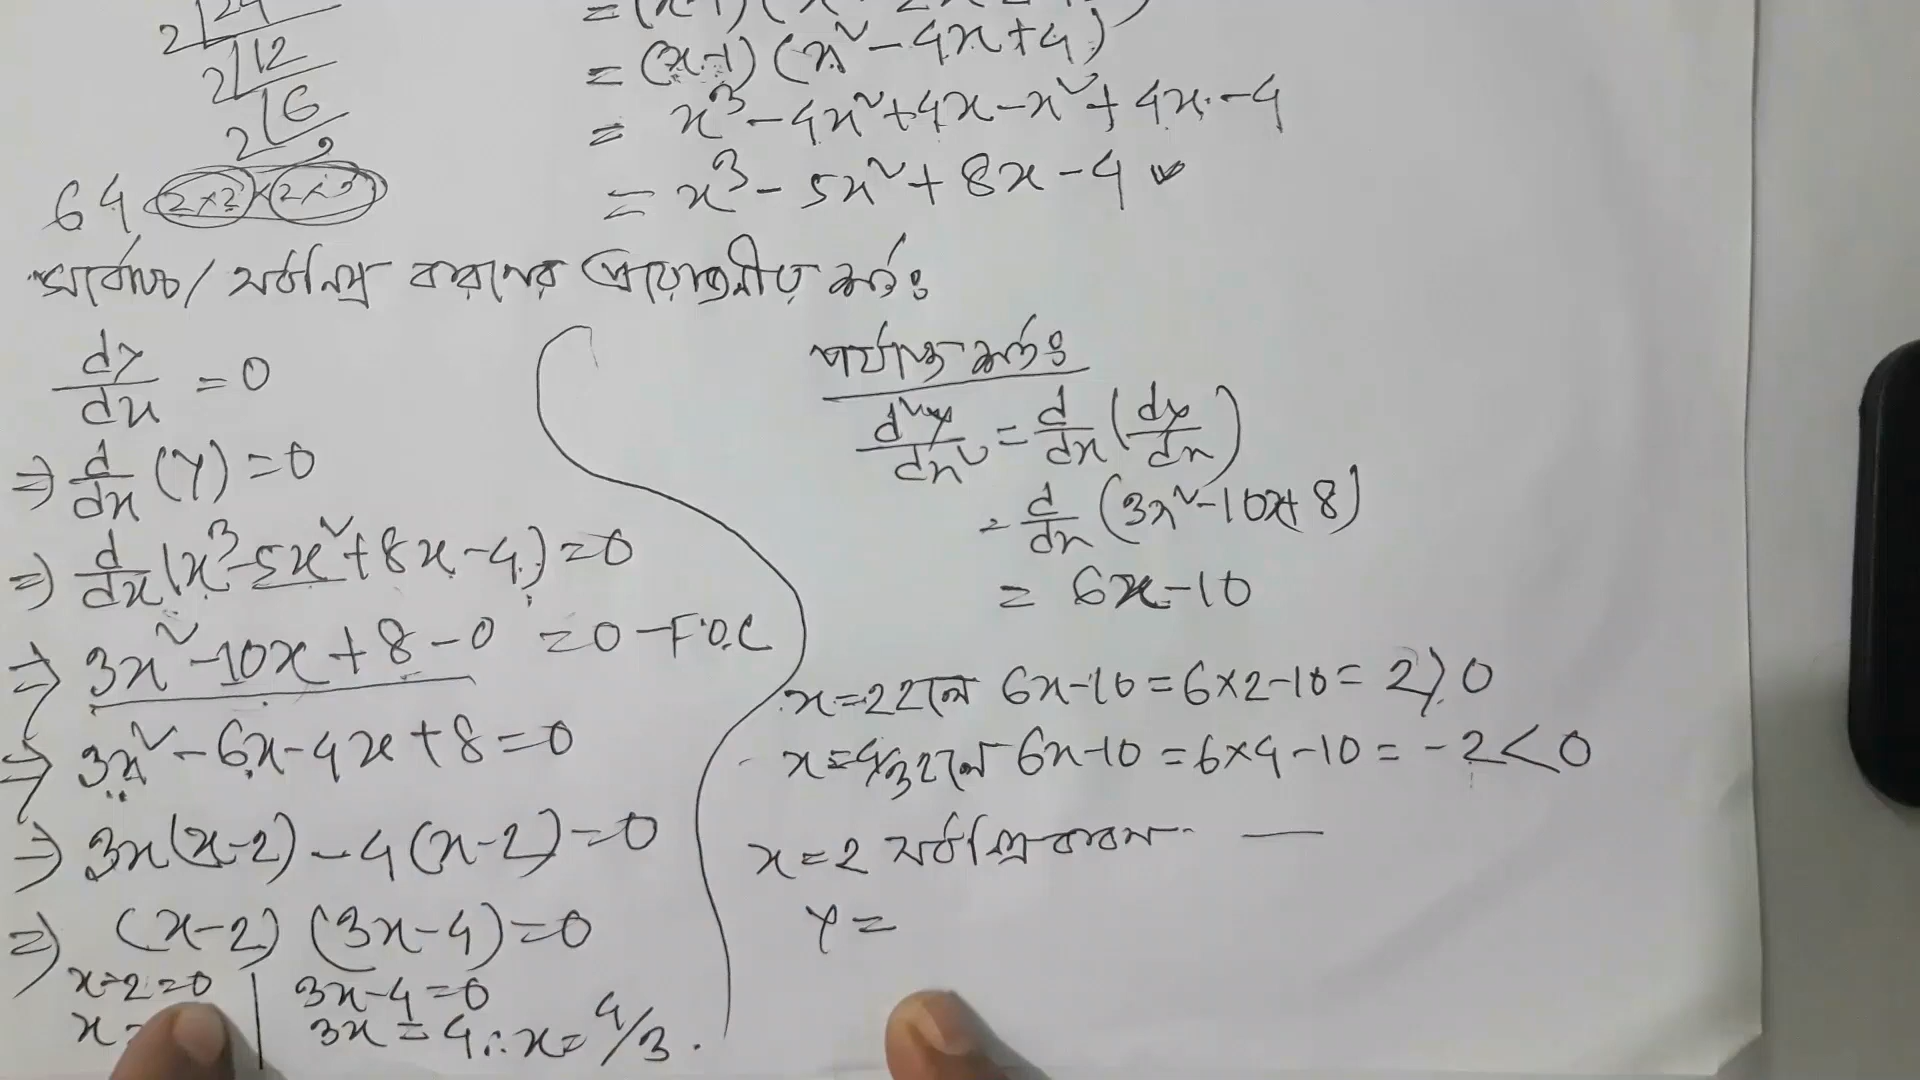 2 24
2 12
2 6
2
64 2×2×2×2
= (x-1) (x² - 4x + 4)
= x³ - 4x² + 4x - x² + 4x - 4
= x³ - 5x² + 8x - 4
সর্বোচ্চ / সর্বনিম্ন করনের প্রয়োজনীয় শর্তঃ
dy/dx = 0
⇒ d/dx (y) = 0
⇒ d/dx (x³ - 5x² + 8x - 4) = 0
⇒ 3x² - 10x + 8 - 0 = 0 - F.O.C
⇒ 3x² - 6x - 4x + 8 = 0
⇒ 3x(x-2) - 4(x-2) = 0
⇒ (x-2) (3x-4) = 0
x-2=0 | 3x-4=0
x= | 3x = 4 ∴ x = 4/3.
পর্যাপ্ত শর্তঃ
d²y/dx² = d/dx (dy/dx)
= d/dx (3x² - 10x + 8)
= 6x - 10
x=2 হলে 6x-10 = 6×2-10 = 2 > 0
x=4/3 হলে 6x-10 = 6×4-10 = -2 < 0
x=2 সর্বনিম্নকরন —
y =